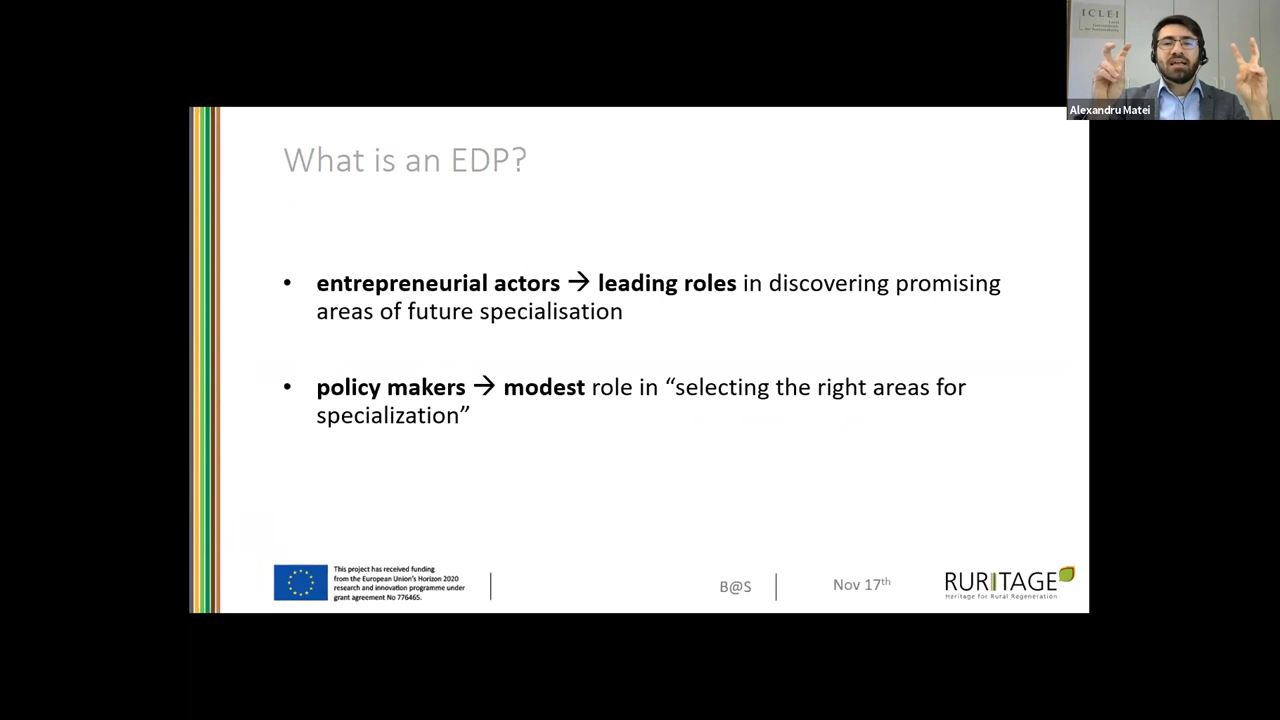 ICLEI
Local
Governments
for Sustainability
Alexandru Matei
What is an EDP?
• entrepreneurial actors → leading roles in discovering promising
areas of future specialisation
• policy makers → modest role in “selecting the right areas for
specialization”
This project has received funding
from the European Union's Horizon 2020
research and innovation programme under
grant agreement No 776465.
B@S
Nov 17th
RURITAGE
Heritage for Rural Regeneration